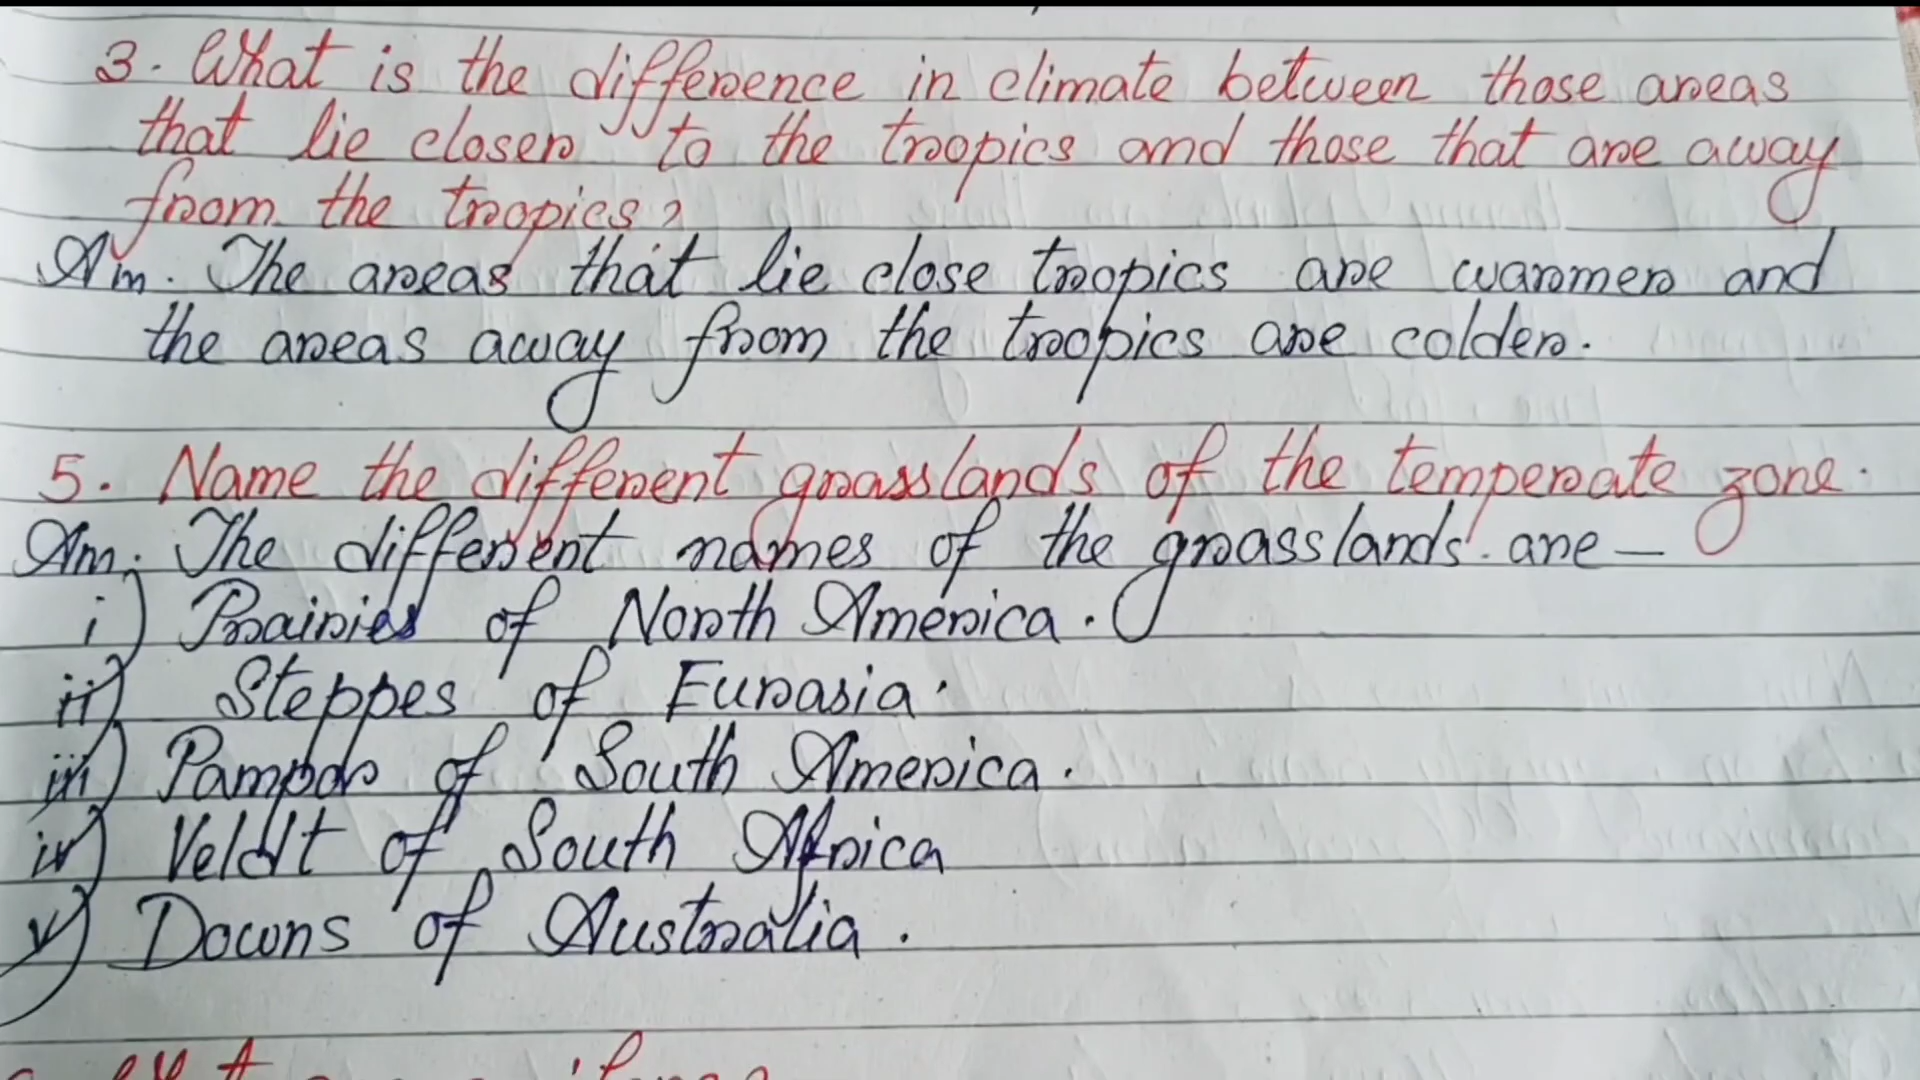 3. What is the difference in climate between those areas
that lie closer to the tropics and those that are away
from the tropics?
Ans. The areas that lie close tropics are warmer and
the areas away from the tropics are colder.
5. Name the different grasslands of the temperate zone.
Ans. The different names of the grasslands are —
i) Prairies of North America.
ii) Steppes of Eurasia.
iii) Pampas of South America.
iv) Veldt of South Africa
v) Downs of Australia.